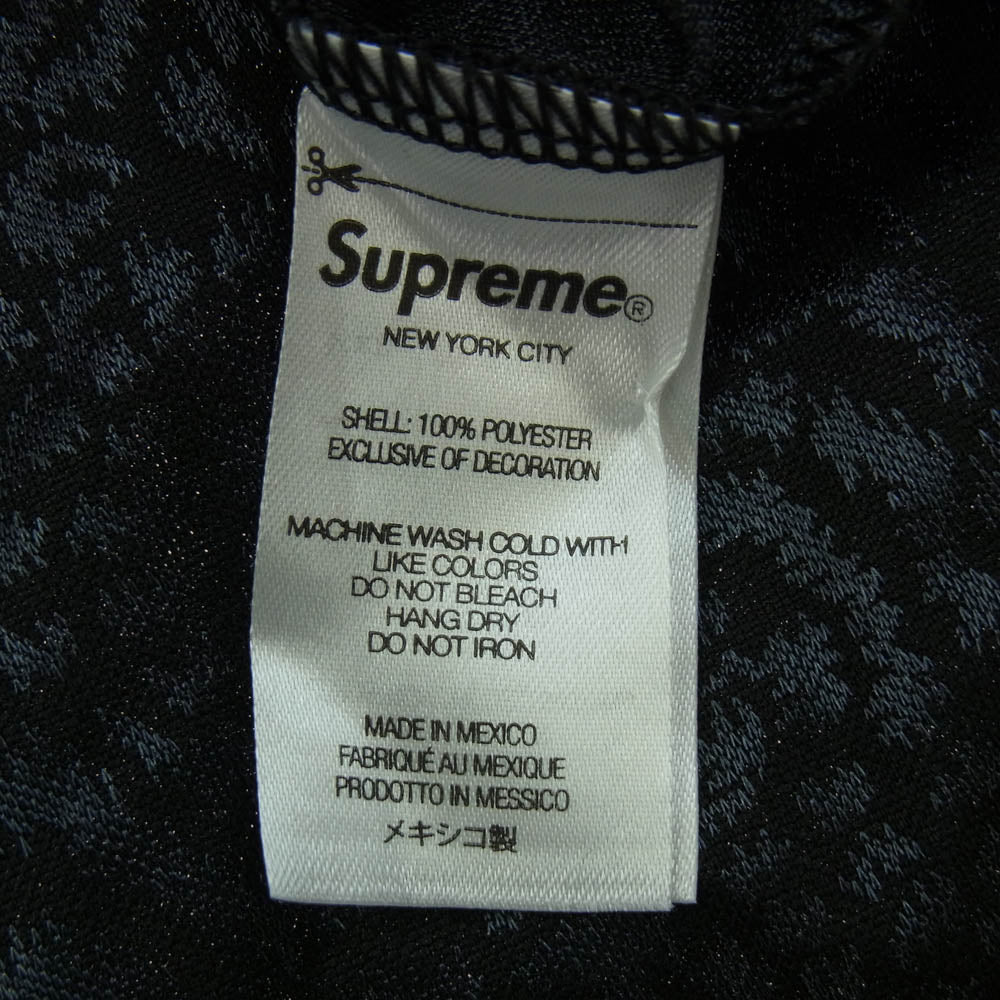 Supreme®
NEW YORK CITY
SHELL: 100% POLYESTER
EXCLUSIVE OF DECORATION
MACHINE WASH COLD WITH
LIKE COLORS
DO NOT BLEACH
HANG DRY
DO NOT IRON
MADE IN MEXICO
FABRIQUÉ AU MEXIQUE
PRODOTTO IN MESSICO
メキシコ製